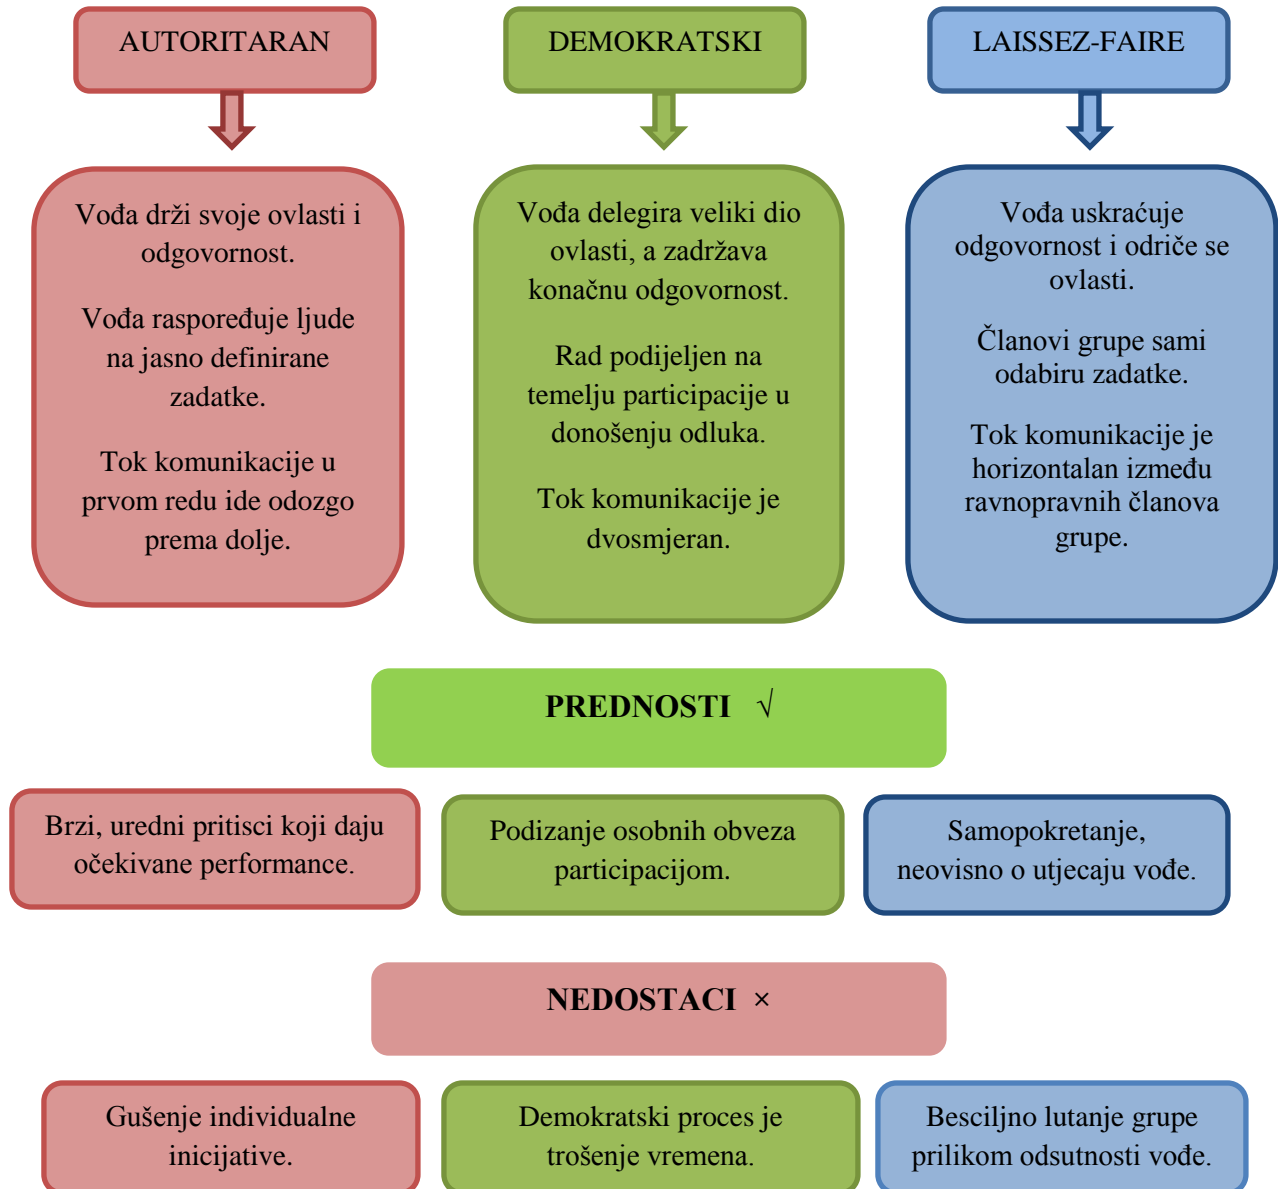 AUTORITARAN
DEMOKRATSKI
LAISSEZ-FAIRE
Vođa drži svoje ovlasti i
odgovornost.
Vođa raspoređuje ljude
na jasno definirane
zadatke.
Tok komunikacije u
prvom redu ide odozgo
prema dolje.
Vođa delegira veliki dio
ovlasti, a zadržava
konačnu odgovornost.
Rad podijeljen na
temelju participacije u
donošenju odluka.
Tok komunikacije je
dvosmjeran.
Vođa uskraćuje
odgovornost i odriče se
ovlasti.
Članovi grupe sami
odabiru zadatke.
Tok komunikacije je
horizontalan između
ravnopravnih članova
grupe.
PREDNOSTI √
Brzi, uredni pritisci koji daju
očekivane performance.
Podizanje osobnih obveza
participacijom.
Samopokretanje,
neovisno o utjecaju vođe.
NEDOSTACI ×
Gušenje individualne
inicijative.
Demokratski proces je
trošenje vremena.
Besciljno lutanje grupe
prilikom odsutnosti vođe.